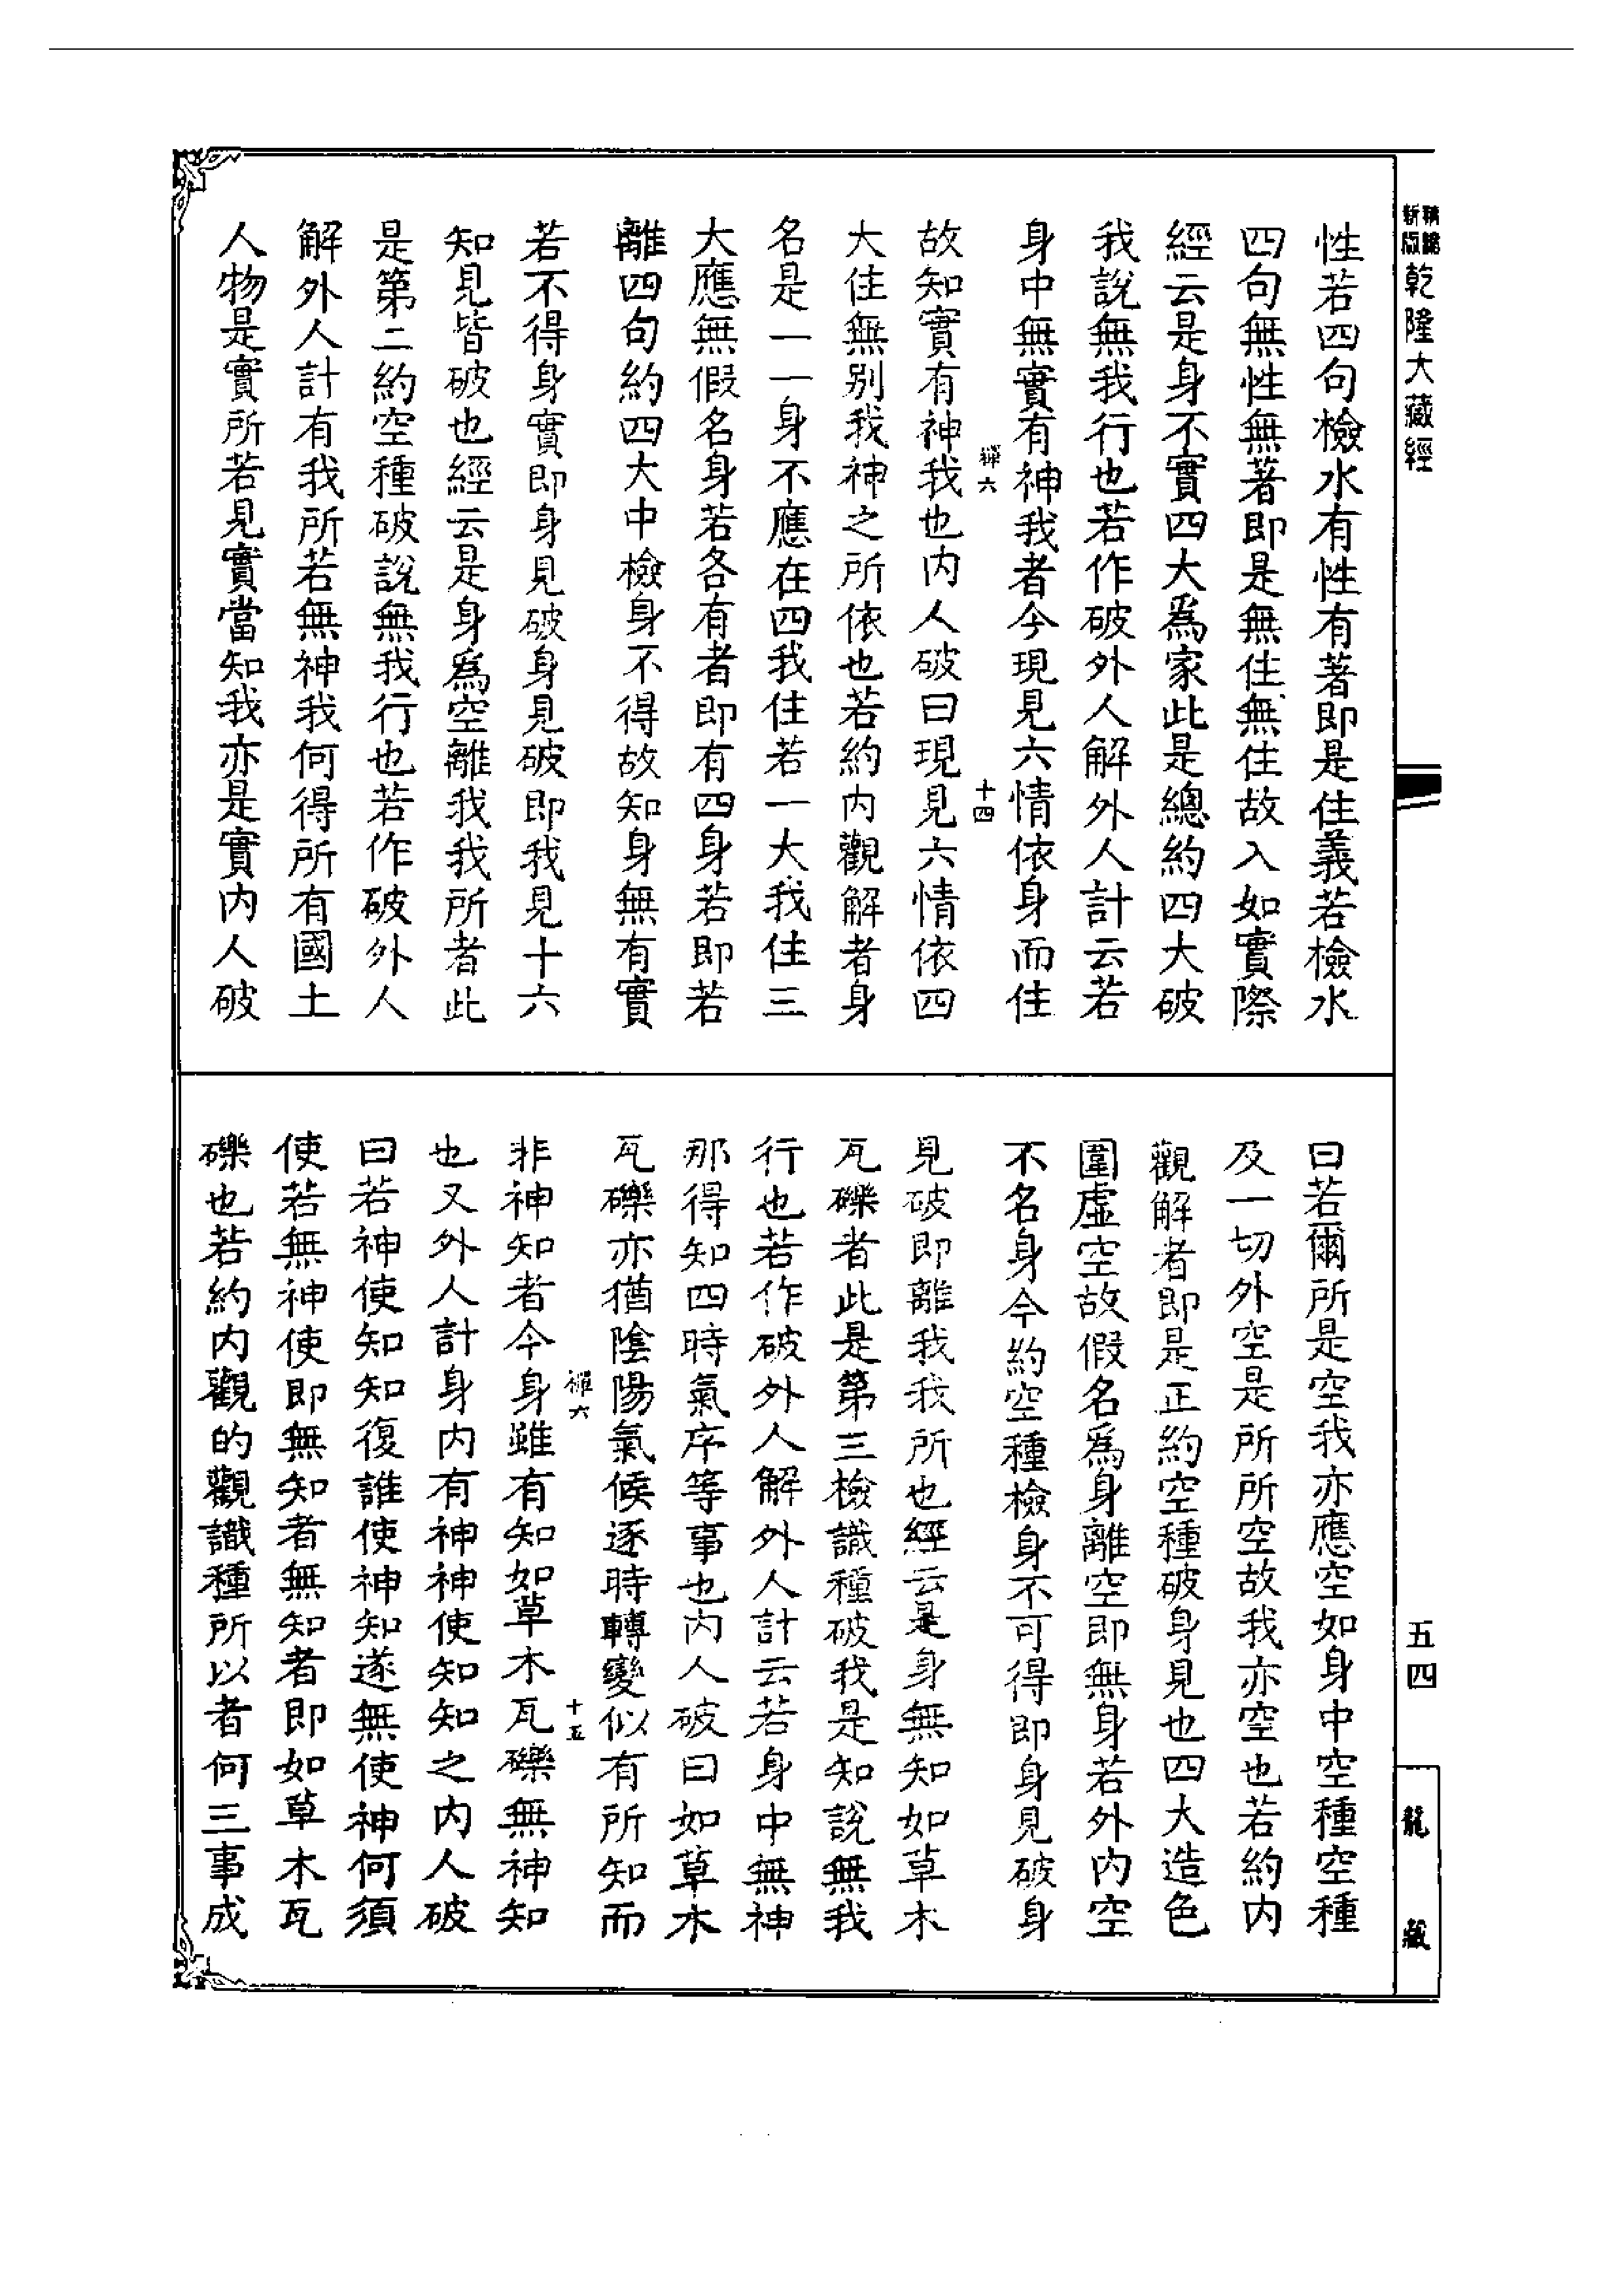 新版精縮乾隆大藏經
性若四句檢水有性有著即是住義若檢水
四句無性無著即是無住無住故入如實際
經云是身不實四大爲家此是總約四大破
我說無我行也若作破外人解外人計云若
身中無實有神我者今現見六情依身而住
禪六
十四
故知實有神我也内人破曰現見六情依四
大住無别我神之所依也若約内觀解者身
名是一一身不應在四我住若一大我住三
大應無假名身若各有者即有四身若即若
離四句約四大中檢身不得故知身無有實
若不得身實即身見破身見破即我見十六
知見皆破也經云是身爲空離我我所者此
是第二約空種破說無我行也若作破外人
解外人計有我所若無神我何得所有國土
人物是實所若見實當知我亦是實内人破
曰若爾所是空我亦應空如身中空種空種
及一切外空是所所空故我亦空也若約内
觀解者即是正約空種破身見也四大造色
圍虛空故假名爲身離空即無身若外内空
不名身今約空種檢身不可得即身見破身
見破即離我我所也經云是身無知如草木
瓦礫者此是第三檢識種破我是知說無我
行也若作破外人解外人計云若身中無神
那得知四時氣序等事也内人破曰如草木
瓦礫亦猶陰陽氣候逐時轉變似有所知而
禪六
十五
非神知者今身雖有知如草木瓦礫無神知
也又外人計身内有神神使知知之内人破
曰若神使知知復誰使神知遂無使神何須
使若無神使即無知者無知者即如草木瓦
礫也若約内觀的觀識種所以者何三事成
五四
龍藏